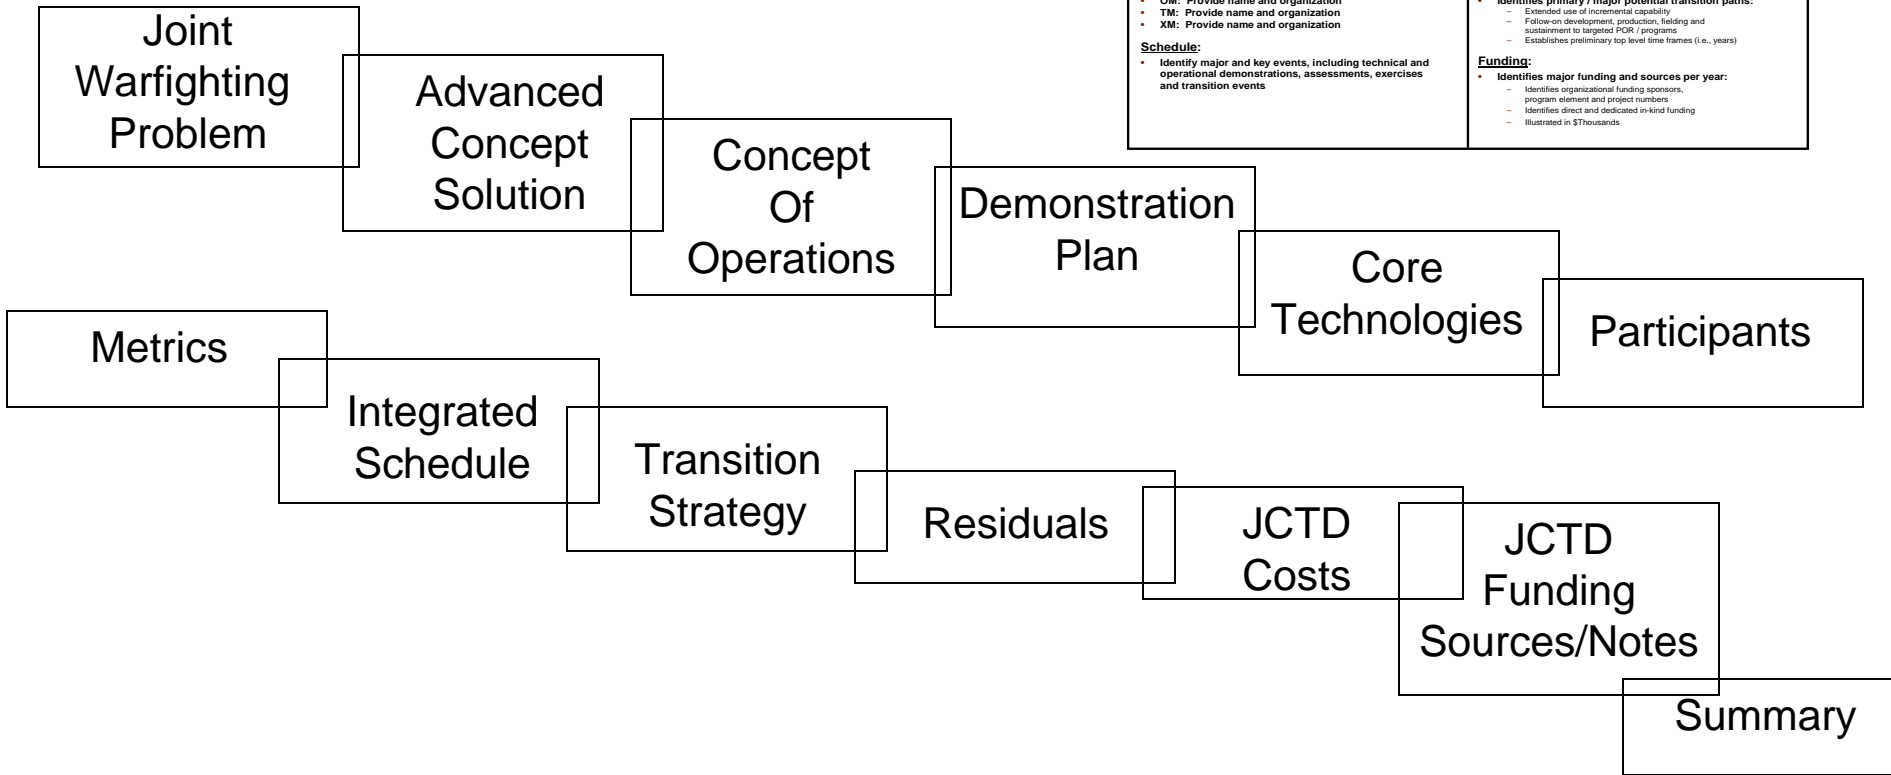 OM: Provide name and organization
TM: Provide name and organization
XM: Provide name and organization
Schedule:
Identify major and key events, including technical and
operational demonstrations, assessments, exercises
and transition events
Identifies primary / major potential transition paths:
– Extended use of incremental capability
– Follow-on development, production, fielding and
sustainment to targeted POR / programs
– Establishes preliminary top level time frames (i.e., years)
Funding:
Identifies major funding and sources per year:
– Identifies organizational funding sponsors,
program element and project numbers
– Identifies direct and dedicated in-kind funding
– Illustrated in $Thousands
Joint
Warfighting
Problem
Advanced
Concept
Solution
Concept
Of
Operations
Demonstration
Plan
Core
Technologies
Participants
Metrics
Integrated
Schedule
Transition
Strategy
Residuals
JCTD
Costs
JCTD
Funding
Sources/Notes
Summary